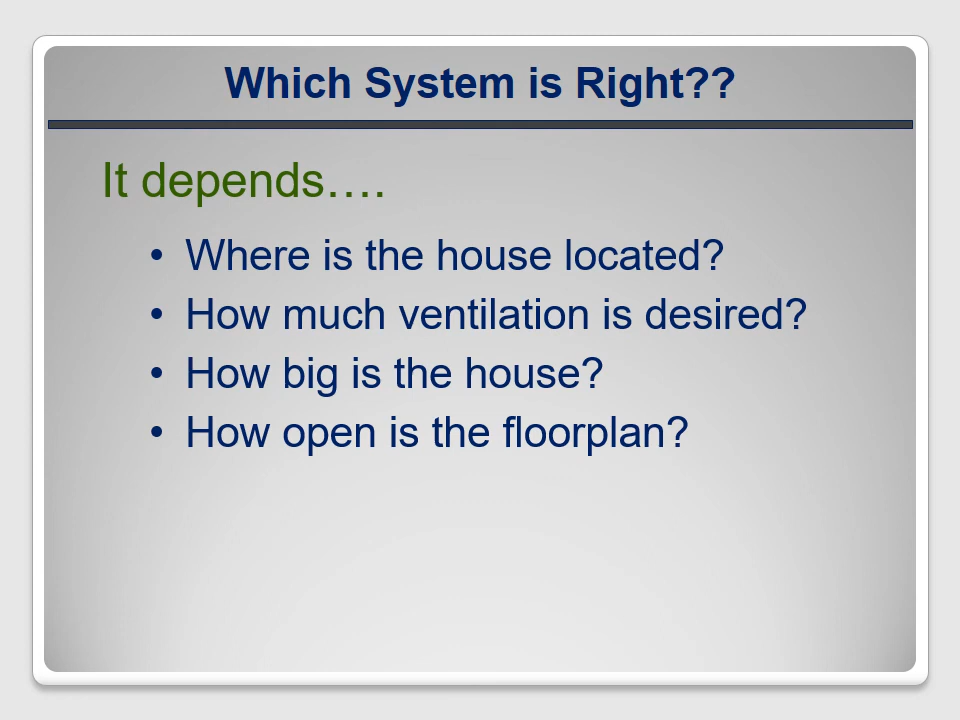 Which System is Right??
It depends….
• Where is the house located?
• How much ventilation is desired?
• How big is the house?
• How open is the floorplan?